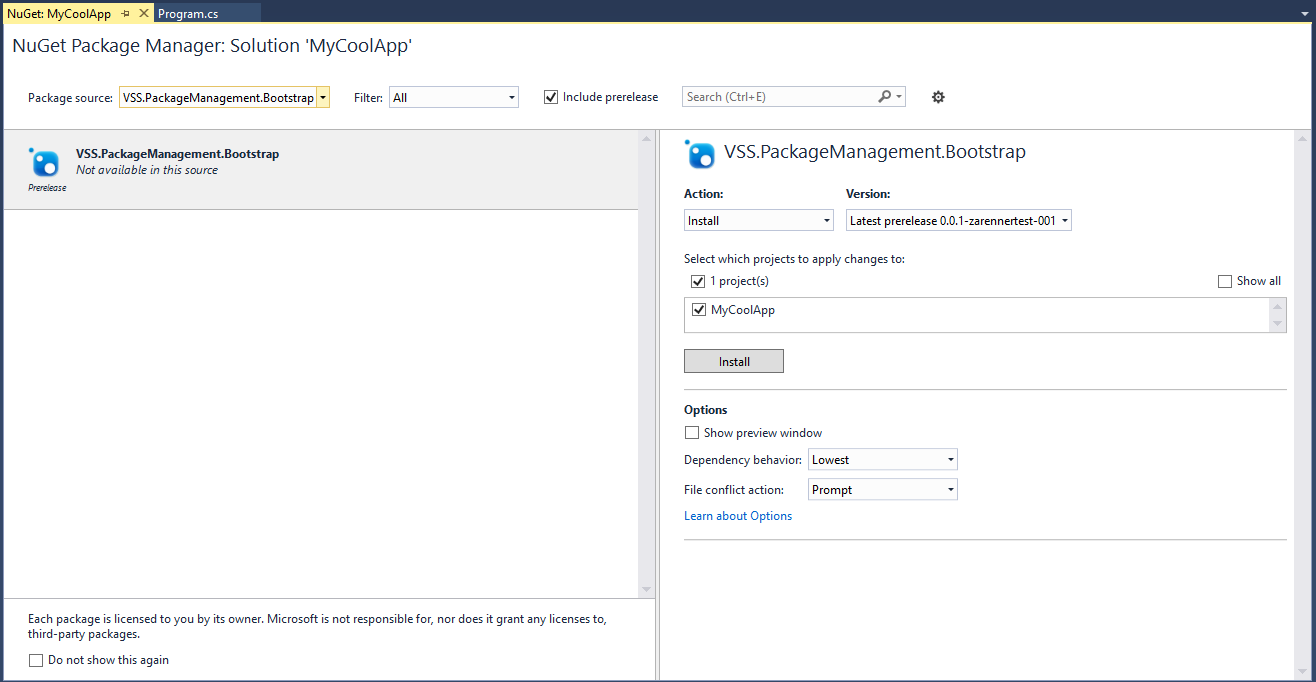 NuGet: MyCoolApp
Program.cs
NuGet Package Manager: Solution 'MyCoolApp'
Package source: VSS.PackageManagement.Bootstrap Filter: All Include prerelease Search (Ctrl+E)
VSS.PackageManagement.Bootstrap
Not available in this source
Prerelease
Each package is licensed to you by its owner. Microsoft is not responsible for, nor does it grant any licenses to,
third-party packages.
Do not show this again
VSS.PackageManagement.Bootstrap
Action: Version:
Install Latest prerelease 0.0.1-zarennertest-001
Select which projects to apply changes to:
1 project(s) Show all
MyCoolApp
Install
Options
Show preview window
Dependency behavior: Lowest
File conflict action: Prompt
Learn about Options